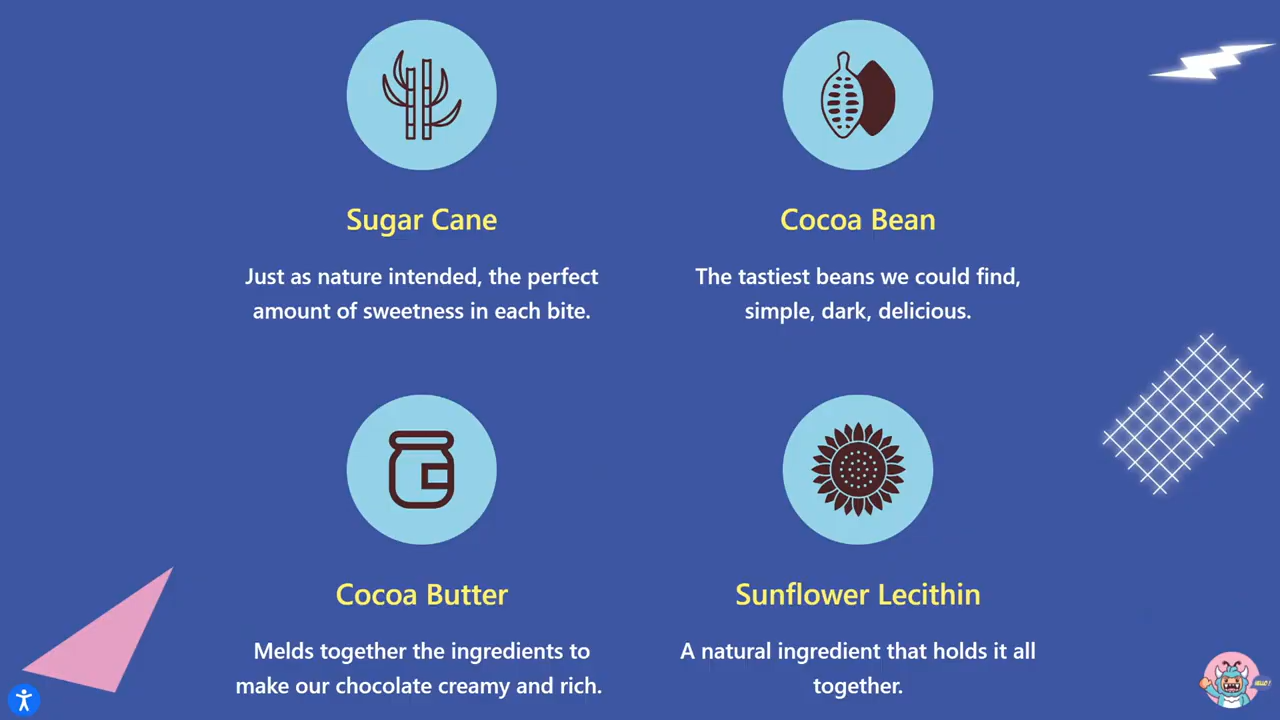 Sugar Cane
Just as nature intended, the perfect
amount of sweetness in each bite.
Cocoa Bean
The tastiest beans we could find,
simple, dark, delicious.
Cocoa Butter
Melds together the ingredients to
make our chocolate creamy and rich.
Sunflower Lecithin
A natural ingredient that holds it all
together.
HELLO!